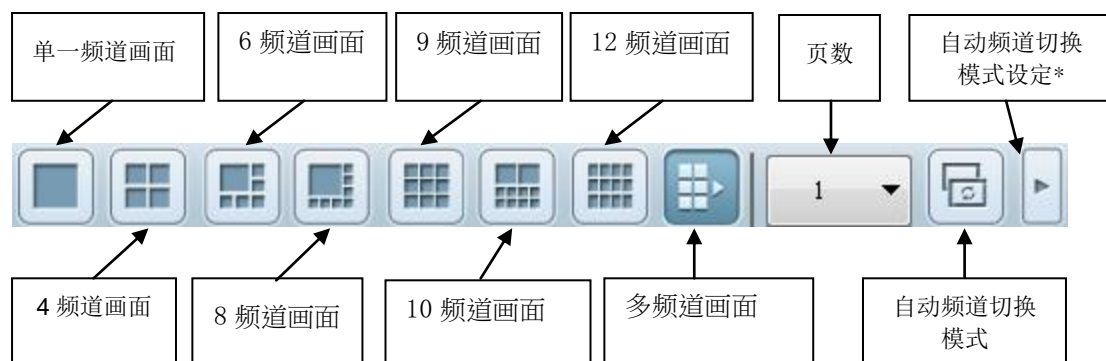 单一频道画面
6 频道画面
9 频道画面
12 频道画面
页数
自动频道切换
模式设定*
1
4 频道画面
8 频道画面
10 频道画面
多频道画面
自动频道切换
模式